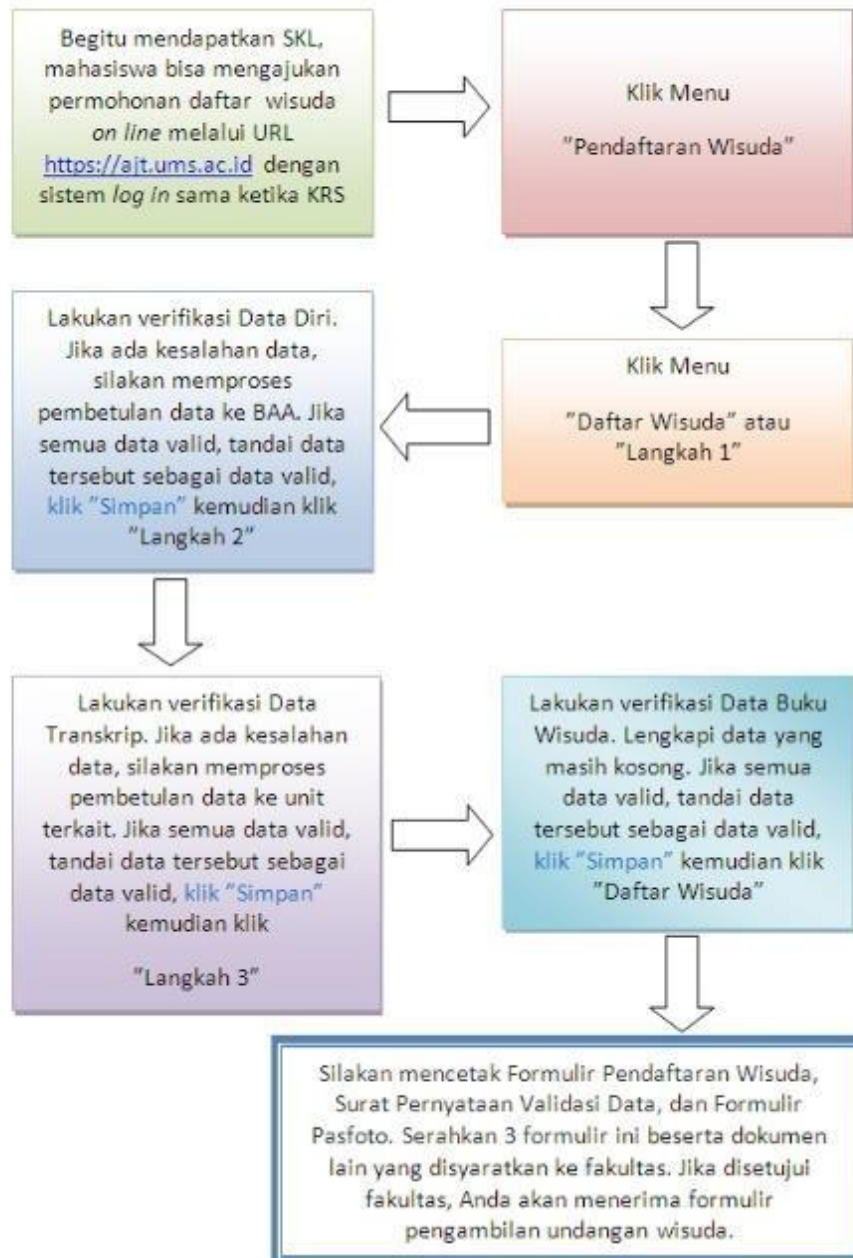 Begitu mendapatkan SKL,
mahasiswa bisa mengajukan
permohonan daftar wisuda
on line melalui URL
https://ajt.ums.ac.id dengan
sistem log in sama ketika KRS
Klik Menu
"Pendaftaran Wisuda"
Klik Menu
"Daftar Wisuda" atau
"Langkah 1"
Lakukan verifikasi Data Diri.
Jika ada kesalahan data,
silakan memproses
pembetulan data ke BAA. Jika
semua data valid, tandai data
tersebut sebagai data valid,
klik "Simpan" kemudian klik
"Langkah 2"
Lakukan verifikasi Data
Transkrip. Jika ada kesalahan
data, silakan memproses
pembetulan data ke unit
terkait. Jika semua data valid,
tandai data tersebut sebagai
data valid, klik "Simpan"
kemudian klik
"Langkah 3"
Lakukan verifikasi Data Buku
Wisuda. Lengkapi data yang
masih kosong. Jika semua
data valid, tandai data
tersebut sebagai data valid,
klik "Simpan" kemudian klik
"Daftar Wisuda"
Silakan mencetak Formulir Pendaftaran Wisuda,
Surat Pernyataan Validasi Data, dan Formulir
Pasfoto. Serahkan 3 formulir ini beserta dokumen
lain yang disyaratkan ke fakultas. Jika disetujui
fakultas, Anda akan menerima formulir
pengambilan undangan wisuda.